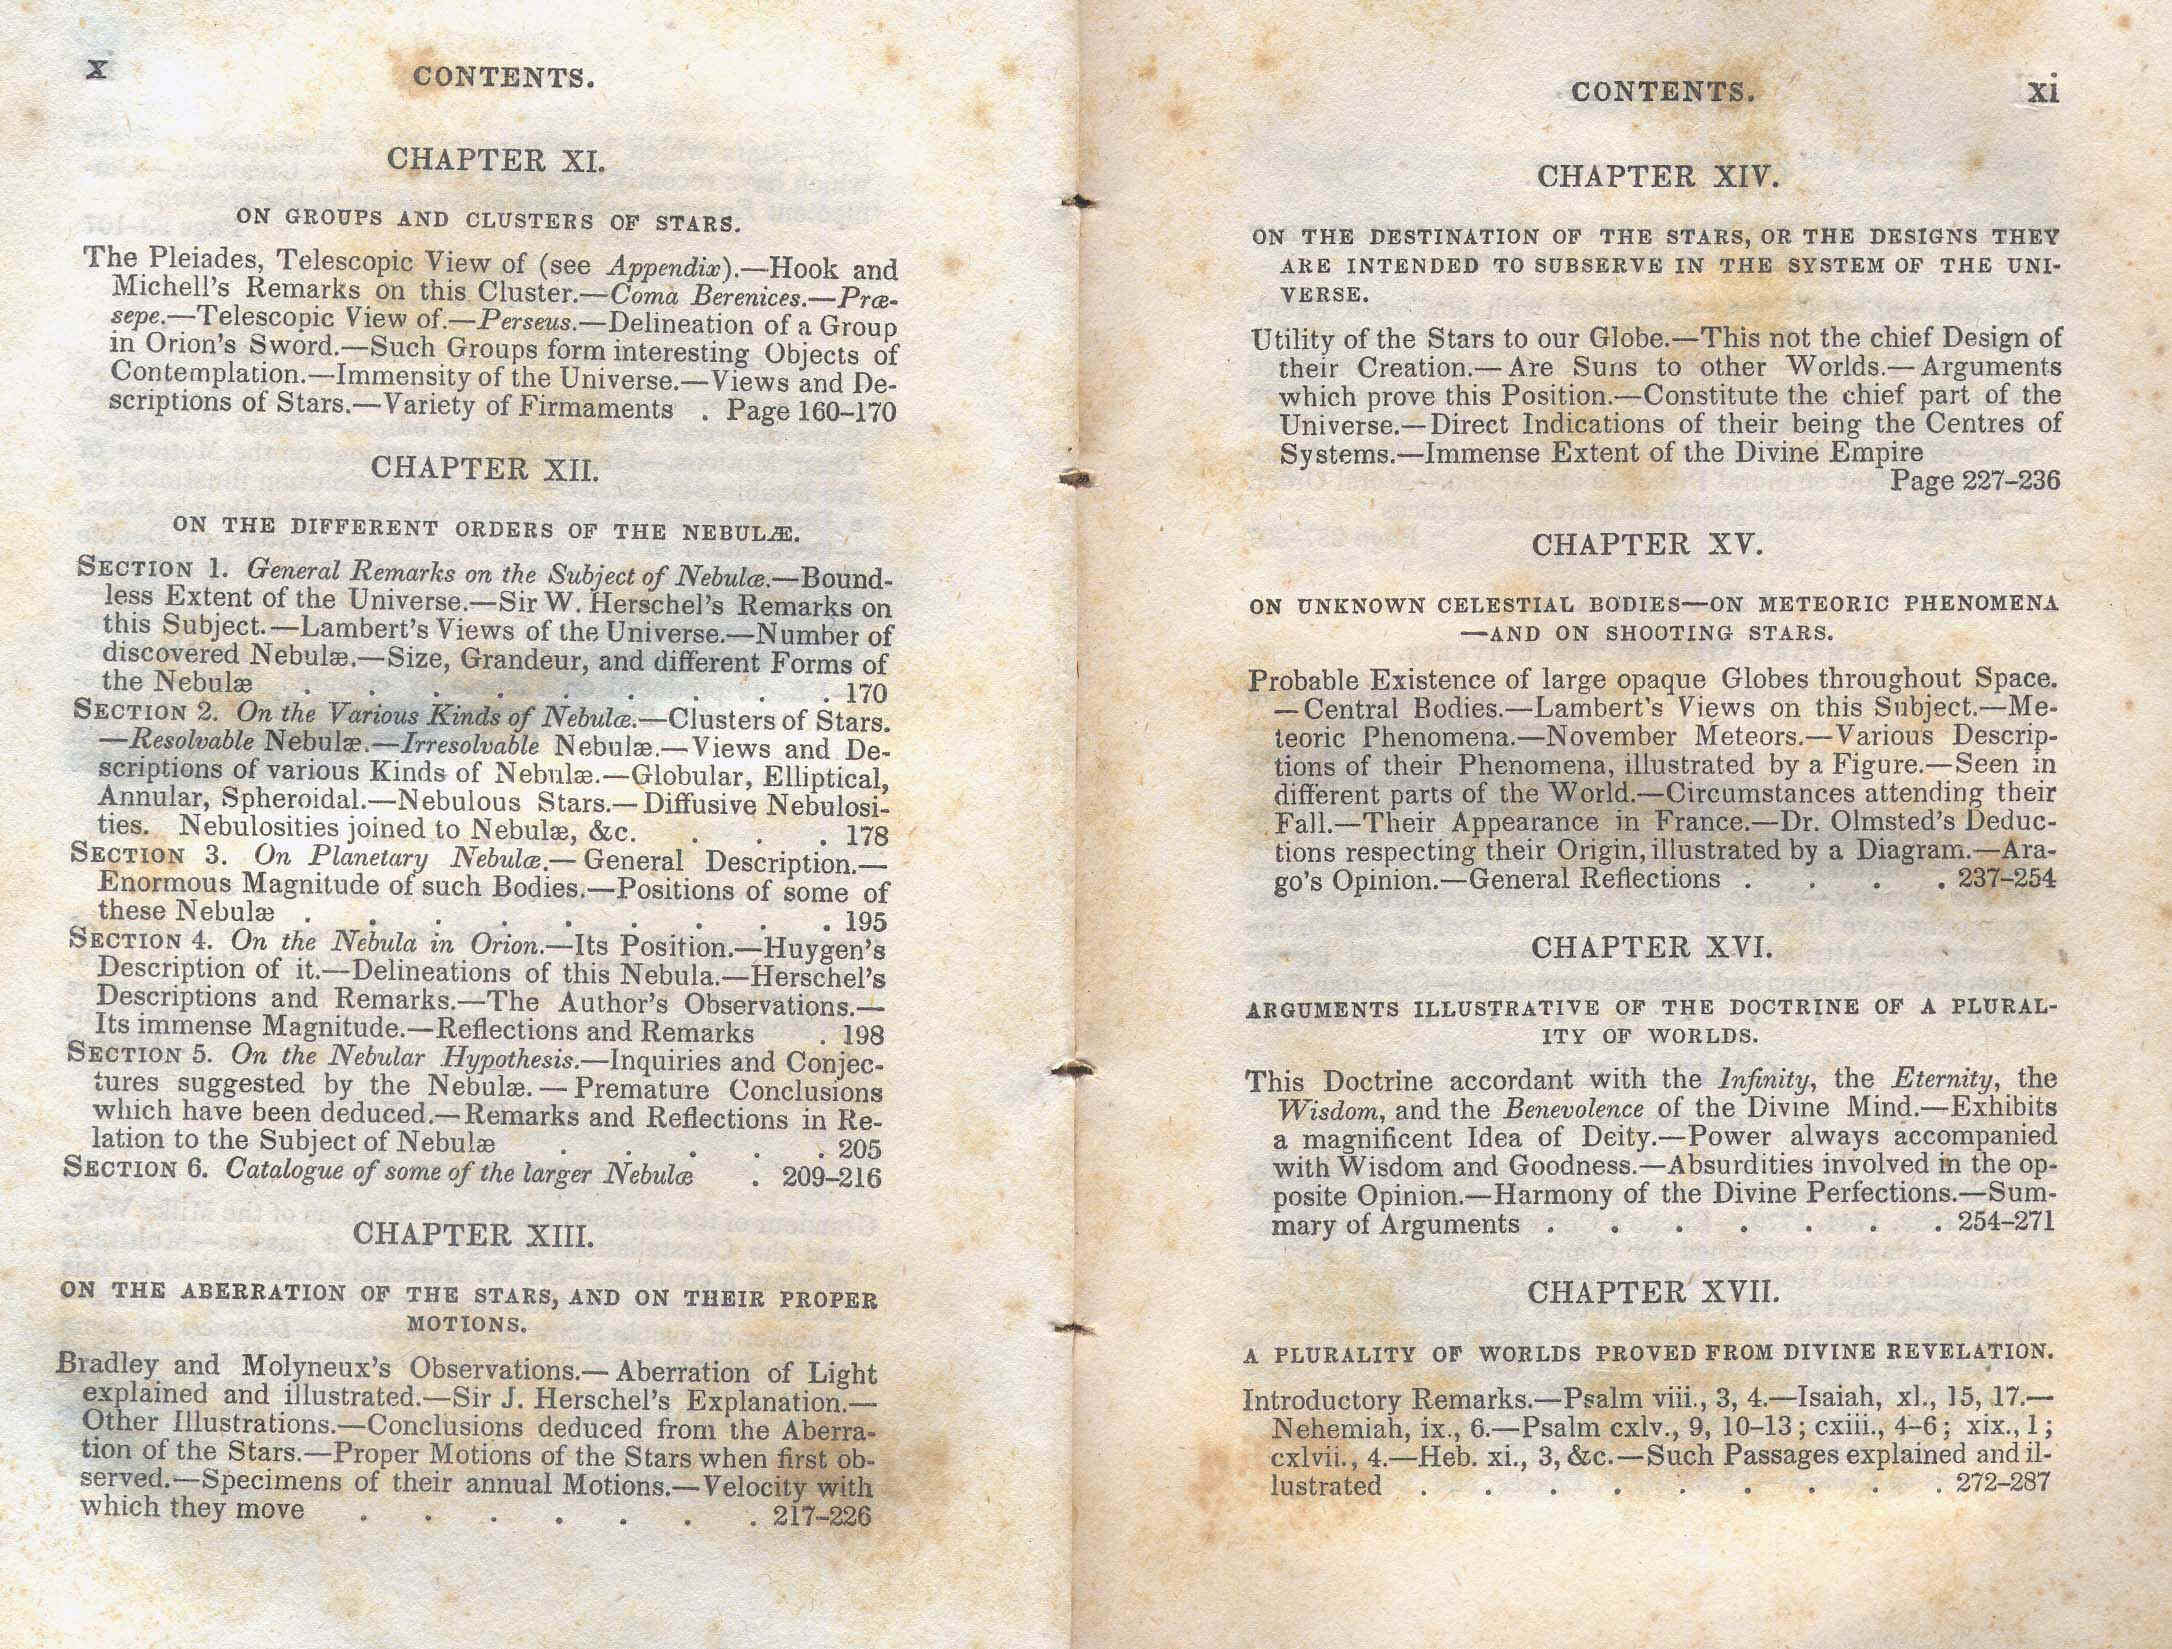 x
CONTENTS.
CHAPTER XI.
ON GROUPS AND CLUSTERS OF STARS.
The Pleiades, Telescopic View of (see Appendix).—Hook and
Michell's Remarks on this Cluster.—Coma Berenices.—Præ-
sepe.—Telescopic View of.—Perseus.—Delineation of a Group
in Orion's Sword.—Such Groups form interesting Objects of
Contemplation.—Immensity of the Universe.—Views and De-
scriptions of Stars.—Variety of Firmaments . Page 160–170
CHAPTER XII.
ON THE DIFFERENT ORDERS OF THE NEBULÆ.
SECTION 1. General Remarks on the Subject of Nebulæ.—Bound-
less Extent of the Universe.—Sir W. Herschel's Remarks on
this Subject.—Lambert's Views of the Universe.—Number of
discovered Nebulæ.—Size, Grandeur, and different Forms of
the Nebulæ . . . . . . . . . 170
SECTION 2. On the Various Kinds of Nebulæ.—Clusters of Stars.
—Resolvable Nebulæ.—Irresolvable Nebulæ.—Views and De-
scriptions of various Kinds of Nebulæ.—Globular, Elliptical,
Annular, Spheroidal.—Nebulous Stars.—Diffusive Nebulosi-
ties. Nebulosities joined to Nebulæ, &c. . . . 178
SECTION 3. On Planetary Nebulæ.—General Description.—
Enormous Magnitude of such Bodies.—Positions of some of
these Nebulæ . . . . . . . . . 195
SECTION 4. On the Nebula in Orion.—Its Position.—Huygen's
Description of it.—Delineations of this Nebula.—Herschel's
Descriptions and Remarks.—The Author's Observations.—
Its immense Magnitude.—Reflections and Remarks . 198
SECTION 5. On the Nebular Hypothesis.—Inquiries and Conjec-
tures suggested by the Nebulæ.—Premature Conclusions
which have been deduced.—Remarks and Reflections in Re-
lation to the Subject of Nebulæ . . . . . 205
SECTION 6. Catalogue of some of the larger Nebulæ . 209–216
CHAPTER XIII.
ON THE ABERRATION OF THE STARS, AND ON THEIR PROPER
MOTIONS.
Bradley and Molyneux's Observations.—Aberration of Light
explained and illustrated.—Sir J. Herschel's Explanation.—
Other Illustrations.—Conclusions deduced from the Aberra-
tion of the Stars.—Proper Motions of the Stars when first ob-
served.—Specimens of their annual Motions.—Velocity with
which they move . . . . . . . 217–226
CONTENTS.
xi
CHAPTER XIV.
ON THE DESTINATION OF THE STARS, OR THE DESIGNS THEY
ARE INTENDED TO SUBSERVE IN THE SYSTEM OF THE UNI-
VERSE.
Utility of the Stars to our Globe.—This not the chief Design of
their Creation.—Are Suns to other Worlds.—Arguments
which prove this Position.—Constitute the chief part of the
Universe.—Direct Indications of their being the Centres of
Systems.—Immense Extent of the Divine Empire
Page 227–236
CHAPTER XV.
ON UNKNOWN CELESTIAL BODIES—ON METEORIC PHENOMENA
—AND ON SHOOTING STARS.
Probable Existence of large opaque Globes throughout Space.
—Central Bodies.—Lambert's Views on this Subject.—Me-
teoric Phenomena.—November Meteors.—Various Descrip-
tions of their Phenomena, illustrated by a Figure.—Seen in
different parts of the World.—Circumstances attending their
Fall.—Their Appearance in France.—Dr. Olmsted's Deduc-
tions respecting their Origin, illustrated by a Diagram.—Ara-
go's Opinion.—General Reflections . . . . 237–254
CHAPTER XVI.
ARGUMENTS ILLUSTRATIVE OF THE DOCTRINE OF A PLURAL-
ITY OF WORLDS.
This Doctrine accordant with the Infinity, the Eternity, the
Wisdom, and the Benevolence of the Divine Mind.—Exhibits
a magnificent Idea of Deity.—Power always accompanied
with Wisdom and Goodness.—Absurdities involved in the op-
posite Opinion.—Harmony of the Divine Perfections.—Sum-
mary of Arguments . . . . . . . 254–271
CHAPTER XVII.
A PLURALITY OF WORLDS PROVED FROM DIVINE REVELATION.
Introductory Remarks.—Psalm viii., 3, 4.—Isaiah, xl., 15, 17.—
Nehemiah, ix., 6.—Psalm cxlv., 9, 10–13; cxiii., 4–6; xix., 1;
cxlvii., 4.—Heb. xi., 3, &c.—Such Passages explained and il-
lustrated . . . . . . . . . 272–287